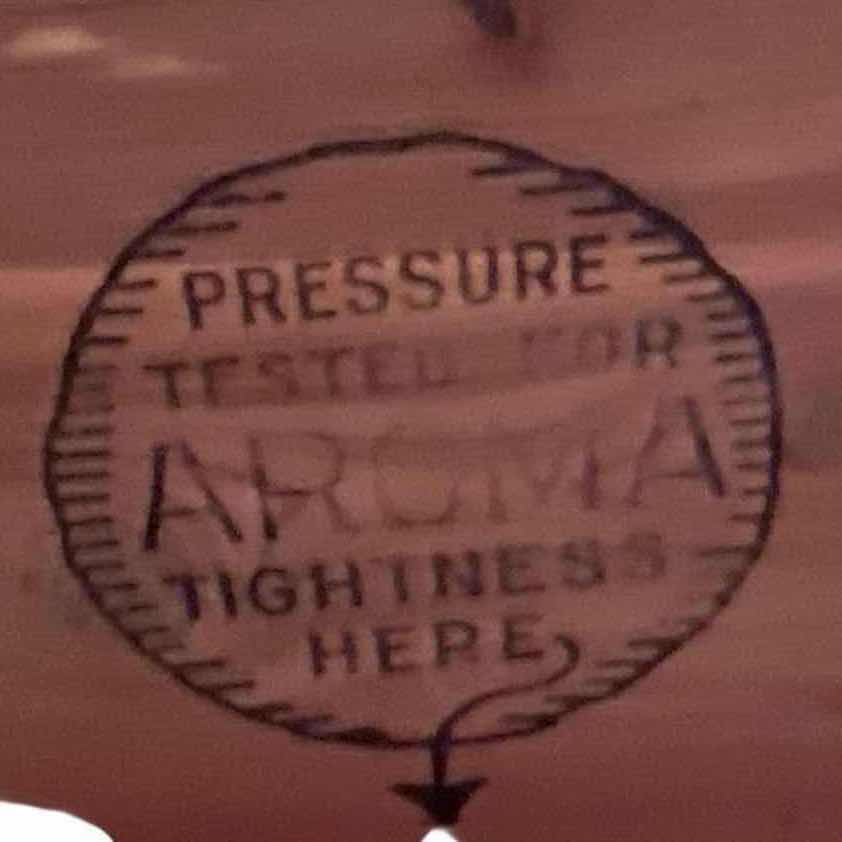 PRESSURE
TESTED FOR
AROMA
TIGHTNESS
HERE